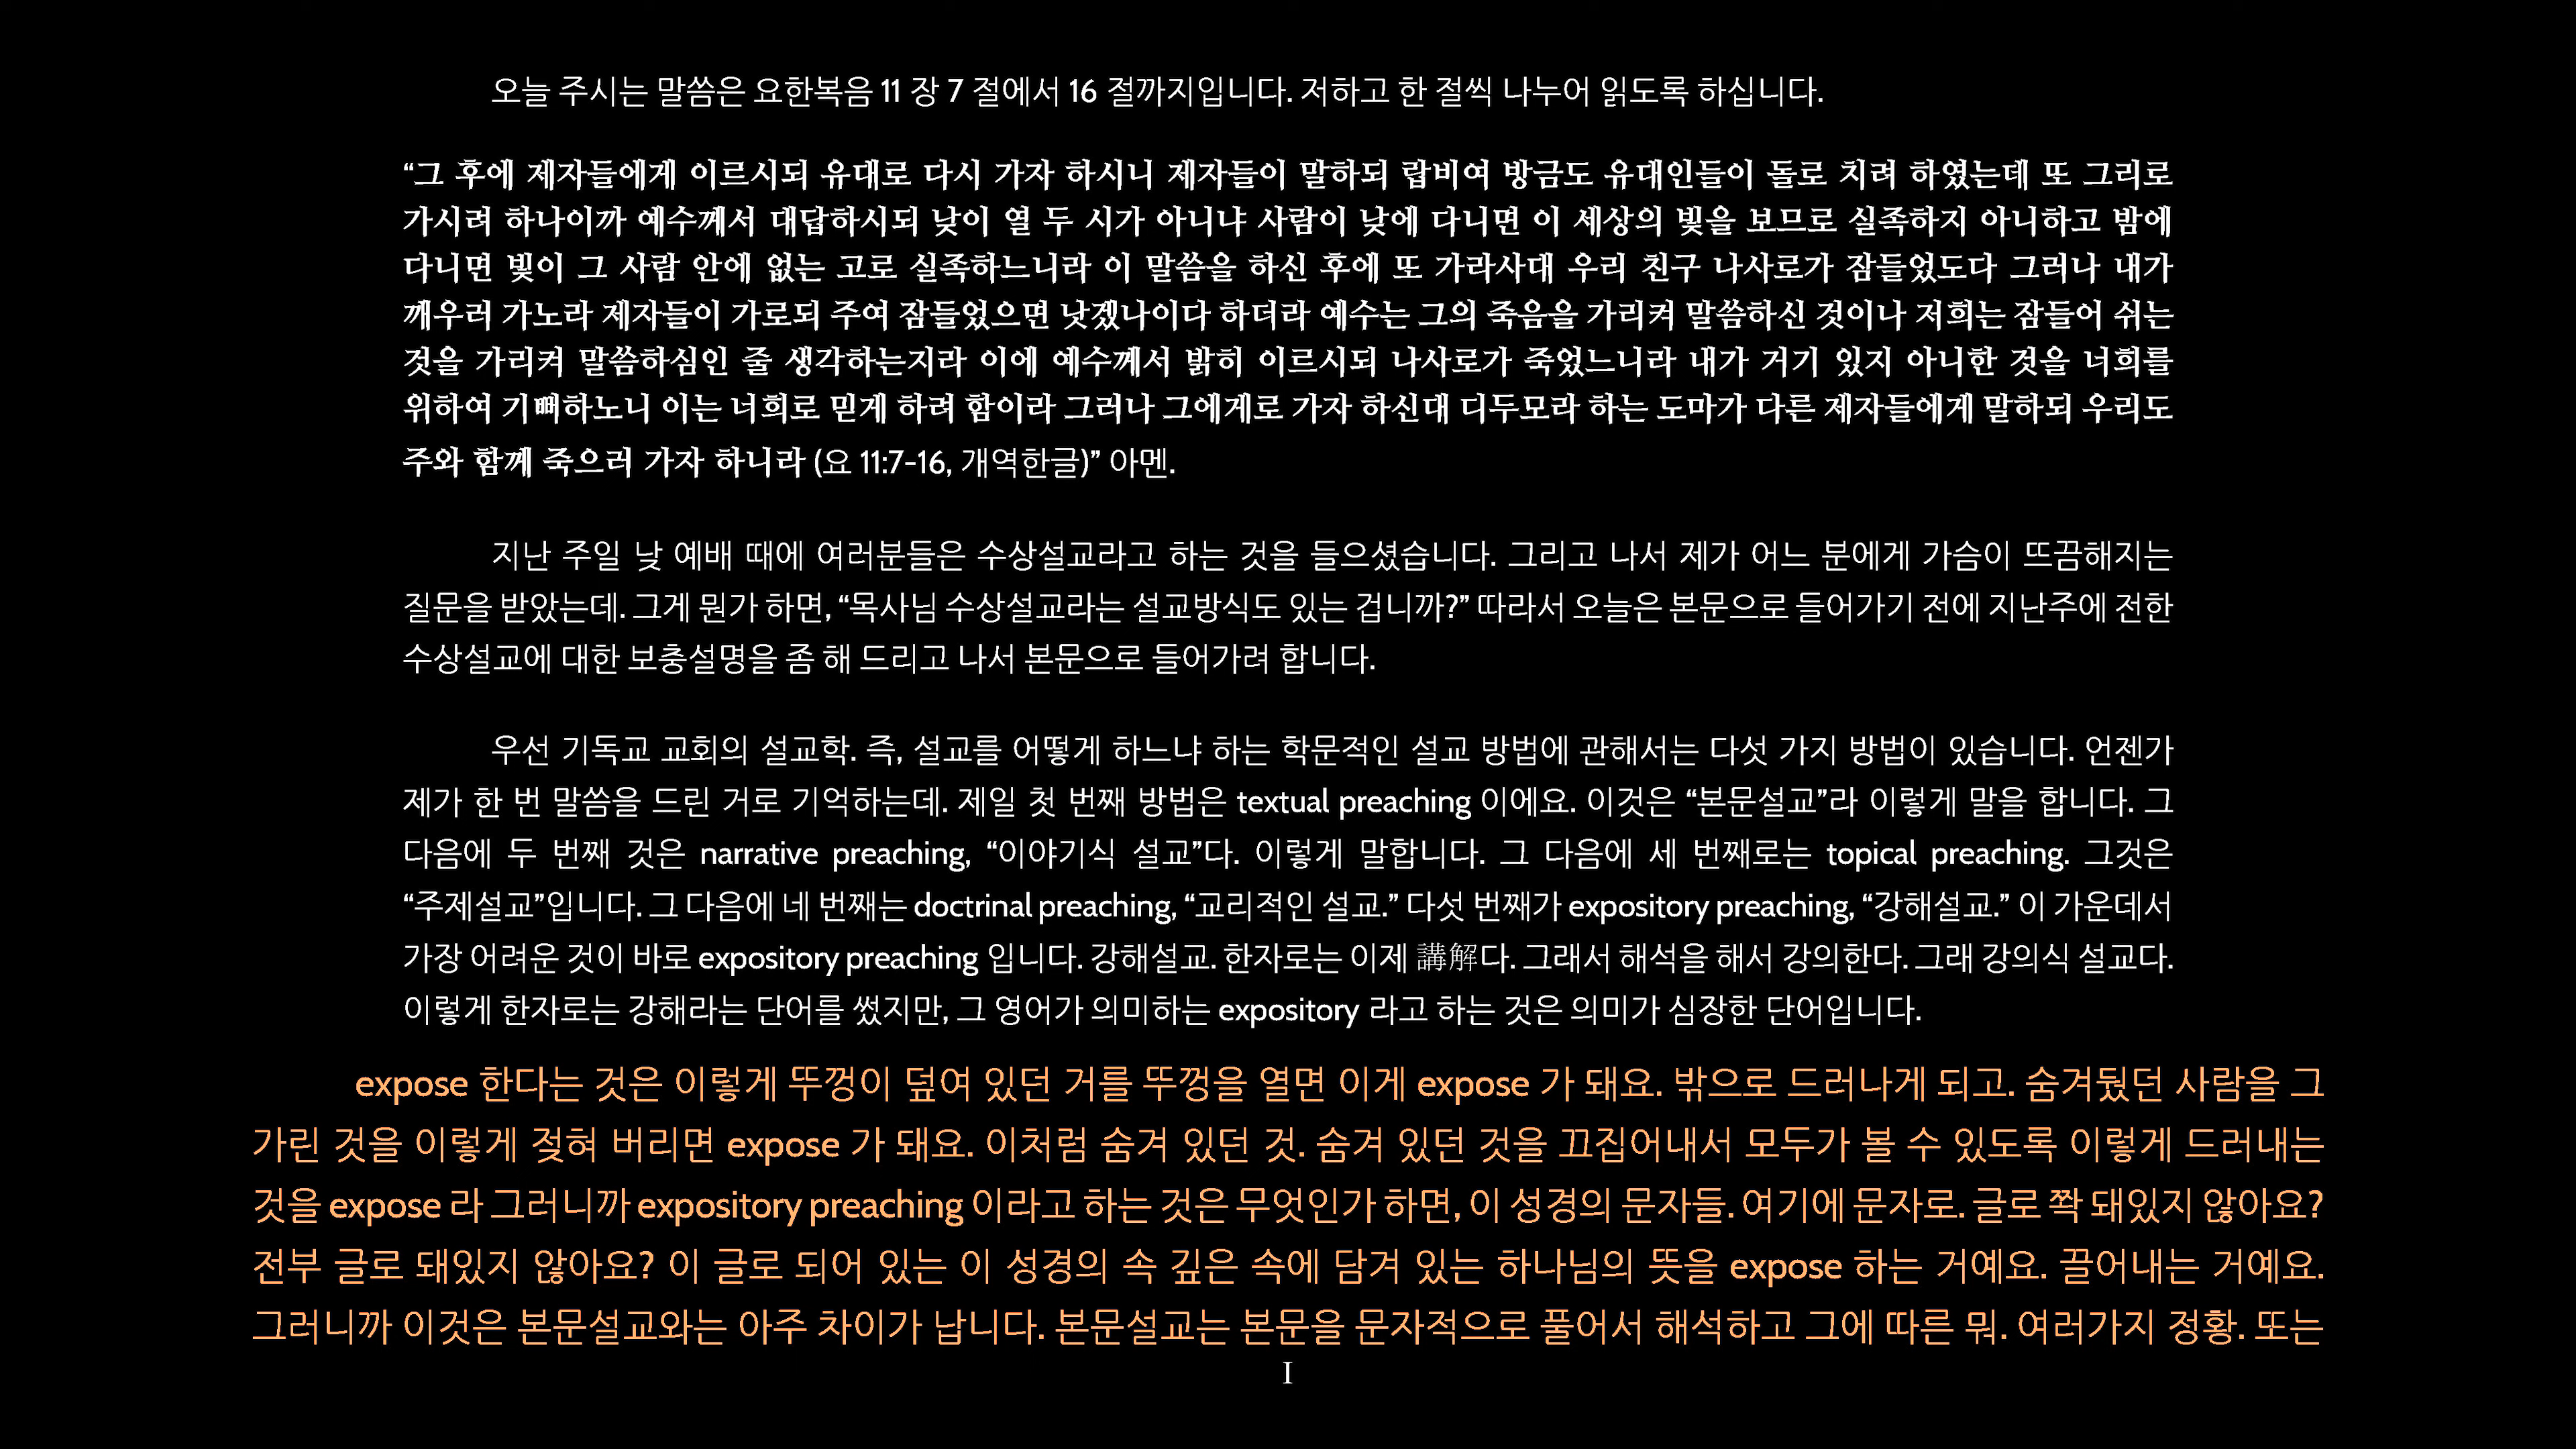 오늘 주시는 말씀은 요한복음 11 장 7 절에서 16 절까지입니다. 저하고 한 절씩 나누어 읽도록 하십니다.
“그 후에 제자들에게 이르시되 유대로 다시 가자 하시니 제자들이 말하되 랍비여 방금도 유대인들이 돌로 치려 하였는데 또 그리로
가시려 하나이까 예수께서 대답하시되 낮이 열 두 시가 아니냐 사람이 낮에 다니면 이 세상의 빛을 보므로 실족하지 아니하고 밤에
다니면 빛이 그 사람 안에 없는 고로 실족하느니라 이 말씀을 하신 후에 또 가라사대 우리 친구 나사로가 잠들었도다 그러나 내가
깨우러 가노라 제자들이 가로되 주여 잠들었으면 낫겠나이다 하더라 예수는 그의 죽음을 가리켜 말씀하신 것이나 저희는 잠들어 쉬는
것을 가리켜 말씀하심인 줄 생각하는지라 이에 예수께서 밝히 이르시되 나사로가 죽었느니라 내가 거기 있지 아니한 것을 너희를
위하여 기뻐하노니 이는 너희로 믿게 하려 함이라 그러나 그에게로 가자 하신대 디두모라 하는 도마가 다른 제자들에게 말하되 우리도
주와 함께 죽으러 가자 하니라 (요 11:7-16, 개역한글)” 아멘.
지난 주일 낮 예배 때에 여러분들은 수상설교라고 하는 것을 들으셨습니다. 그리고 나서 제가 어느 분에게 가슴이 뜨끔해지는
질문을 받았는데. 그게 뭔가 하면, “목사님 수상설교라는 설교방식도 있는 겁니까?” 따라서 오늘은 본문으로 들어가기 전에 지난주에 전한
수상설교에 대한 보충설명을 좀 해 드리고 나서 본문으로 들어가려 합니다.
우선 기독교 교회의 설교학. 즉, 설교를 어떻게 하느냐 하는 학문적인 설교 방법에 관해서는 다섯 가지 방법이 있습니다. 언젠가
제가 한 번 말씀을 드린 거로 기억하는데. 제일 첫 번째 방법은 textual preaching 이에요. 이것은 “본문설교”라 이렇게 말을 합니다. 그
다음에 두 번째 것은 narrative preaching, “이야기식 설교”다. 이렇게 말합니다. 그 다음에 세 번째로는 topical preaching. 그것은
“주제설교”입니다. 그 다음에 네 번째는 doctrinal preaching, “교리적인 설교.” 다섯 번째가 expository preaching, “강해설교.” 이 가운데서
가장 어려운 것이 바로 expository preaching 입니다. 강해설교. 한자로는 이제 講解다. 그래서 해석을 해서 강의한다. 그래 강의식 설교다.
이렇게 한자로는 강해라는 단어를 썼지만, 그 영어가 의미하는 expository 라고 하는 것은 의미가 심장한 단어입니다.
expose 한다는 것은 이렇게 뚜껑이 덮여 있던 거를 뚜껑을 열면 이게 expose 가 돼요. 밖으로 드러나게 되고. 숨겨뒀던 사람을 그
가린 것을 이렇게 젖혀 버리면 expose 가 돼요. 이처럼 숨겨 있던 것. 숨겨 있던 것을 끄집어내서 모두가 볼 수 있도록 이렇게 드러내는
것을 expose 라 그러니까 expository preaching 이라고 하는 것은 무엇인가 하면, 이 성경의 문자들. 여기에 문자로. 글로 쫙 돼있지 않아요?
전부 글로 돼있지 않아요? 이 글로 되어 있는 이 성경의 속 깊은 속에 담겨 있는 하나님의 뜻을 expose 하는 거예요. 끌어내는 거예요.
그러니까 이것은 본문설교와는 아주 차이가 납니다. 본문설교는 본문을 문자적으로 풀어서 해석하고 그에 따른 뭐. 여러가지 정황. 또는
I